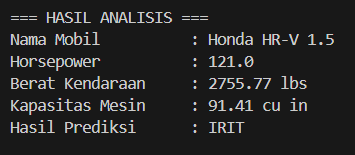 === HASIL ANALISIS ===
Nama Mobil : Honda HR-V 1.5
Horsepower : 121.0
Berat Kendaraan : 2755.77 lbs
Kapasitas Mesin : 91.41 cu in
Hasil Prediksi : IRIT